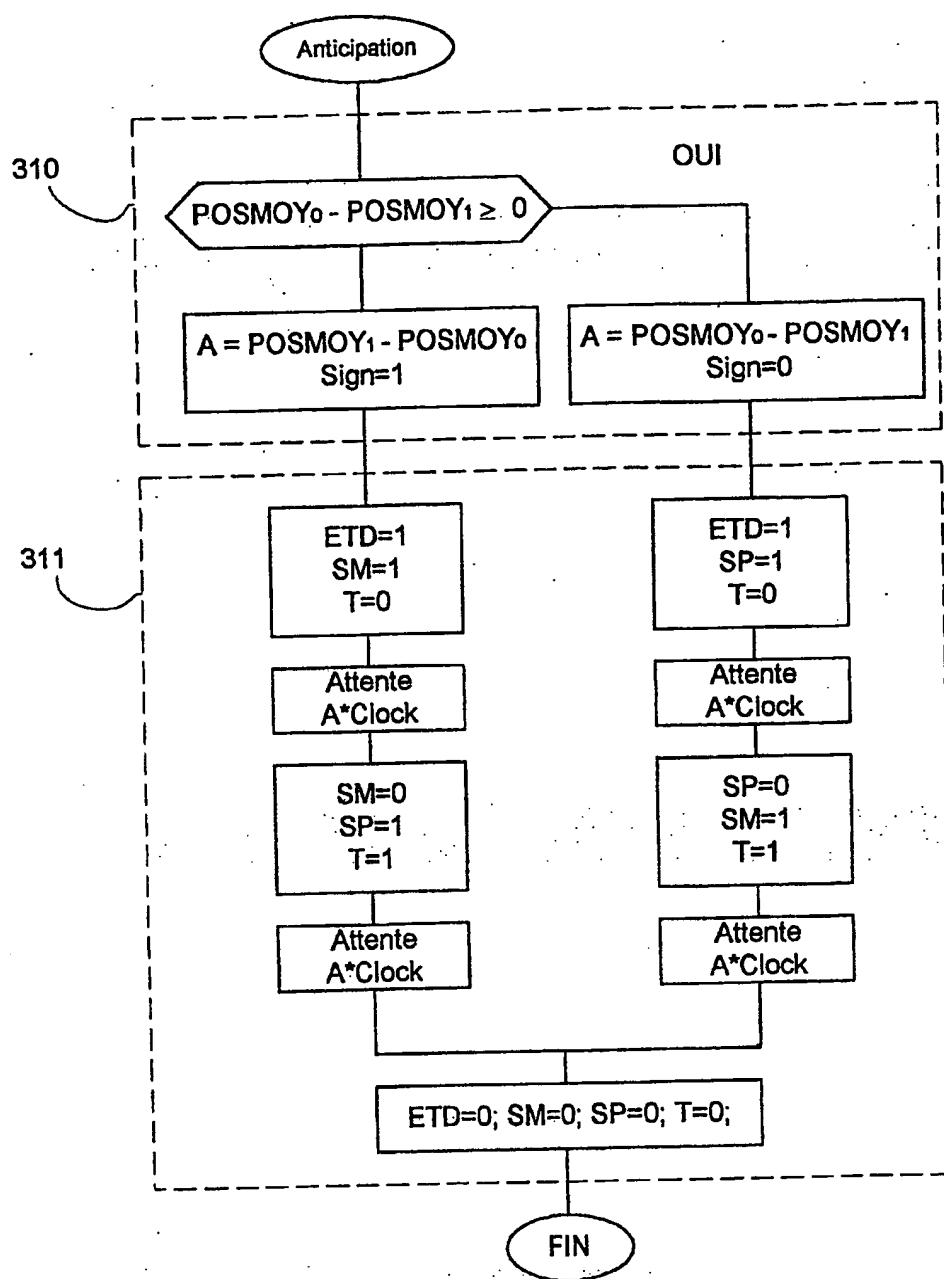 Anticipation
310
OUI
POSMOY₀ - POSMOY₁ ≥ 0
A = POSMOY₁ - POSMOY₀
Sign=1
A = POSMOY₀ - POSMOY₁
Sign=0
311
ETD=1
SM=1
T=0
ETD=1
SP=1
T=0
Attente
A*Clock
Attente
A*Clock
SM=0
SP=1
T=1
SP=0
SM=1
T=1
Attente
A*Clock
Attente
A*Clock
ETD=0; SM=0; SP=0; T=0;
FIN